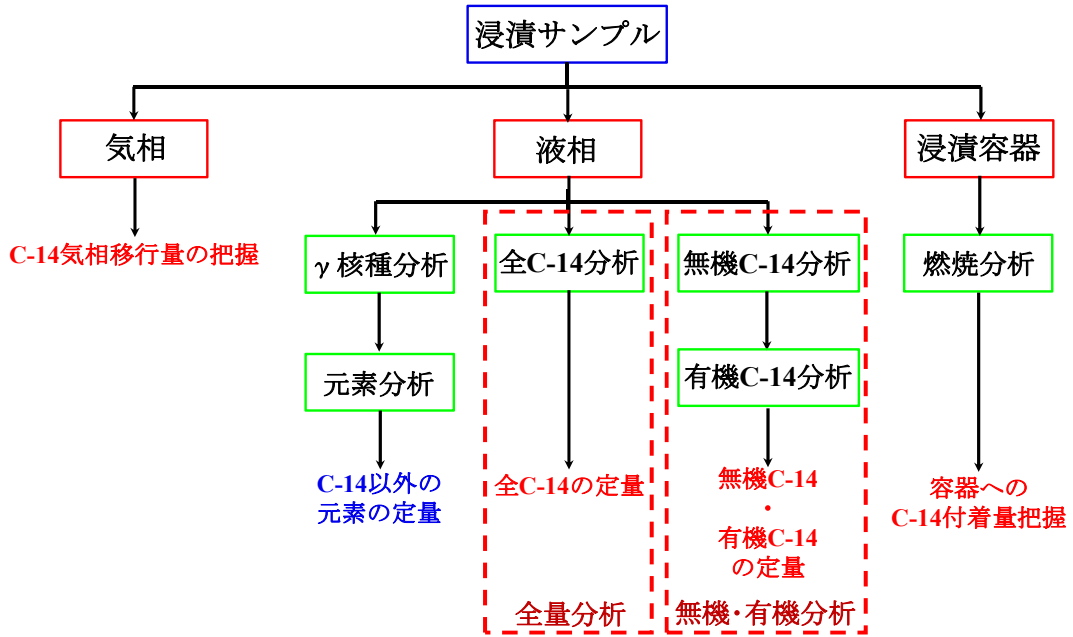 浸漬サンプル
気相
液相
浸漬容器
C-14気相移行量の把握
γ核種分析
全C-14分析
無機C-14分析
燃焼分析
元素分析
有機C-14分析
C-14以外の
元素の定量
全C-14の定量
無機C-14
・
有機C-14
の定量
容器への
C-14付着量把握
全量分析
無機・有機分析